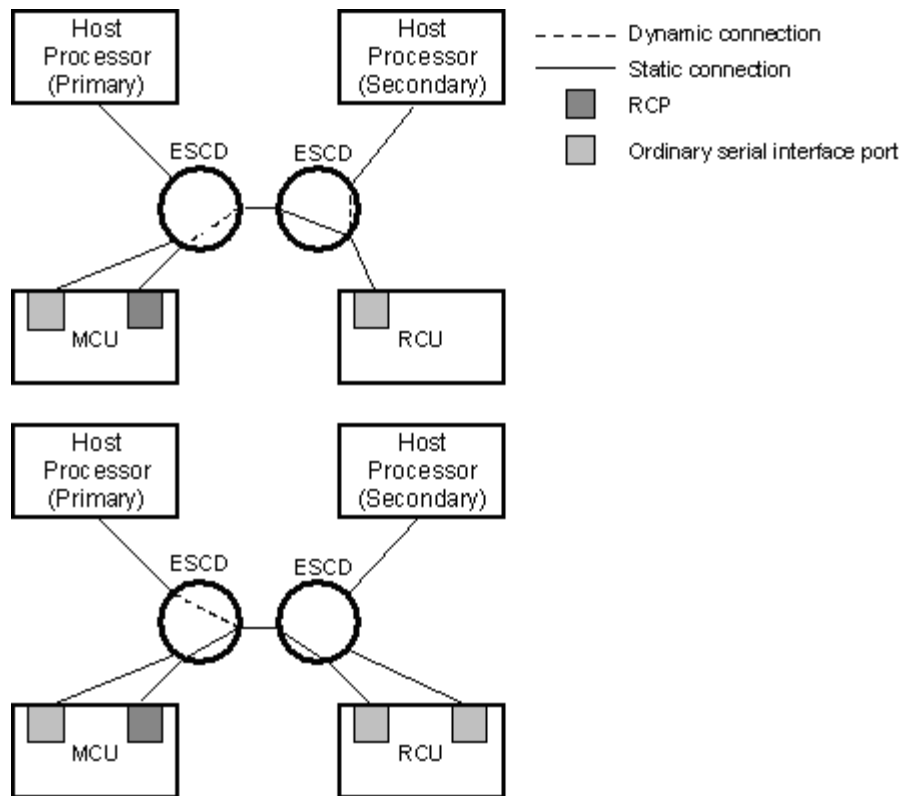 Host
Processor
(Primary)
Host
Processor
(Secondary)
Dynamic connection
Static connection
RCP
Ordinary serial interface port
ESCD
ESCD
MCU
RCU
Host
Processor
(Primary)
Host
Processor
(Secondary)
ESCD
ESCD
MCU
RCU